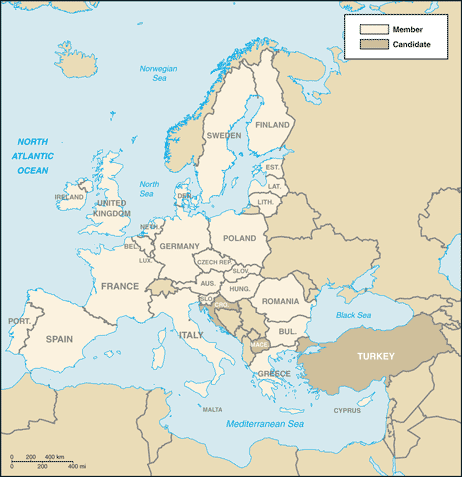 Member
Candidate
Norwegian
Sea
NORTH
ATLANTIC
OCEAN
SWEDEN
FINLAND
EST.
LAT.
LITH.
North
Sea
DEN.
IRELAND
UNITED
KINGDOM
NETH.
BEL.
LUX.
GERMANY
POLAND
CZECH REP.
SLOV.
AUS.
HUNG.
FRANCE
SLO.
CRO.
ROMANIA
Black Sea
BUL.
PORT.
SPAIN
ITALY
MACE.
TURKEY
GREECE
MALTA
CYPRUS
Mediterranean Sea
0 200 400 km
0 200 400 mi